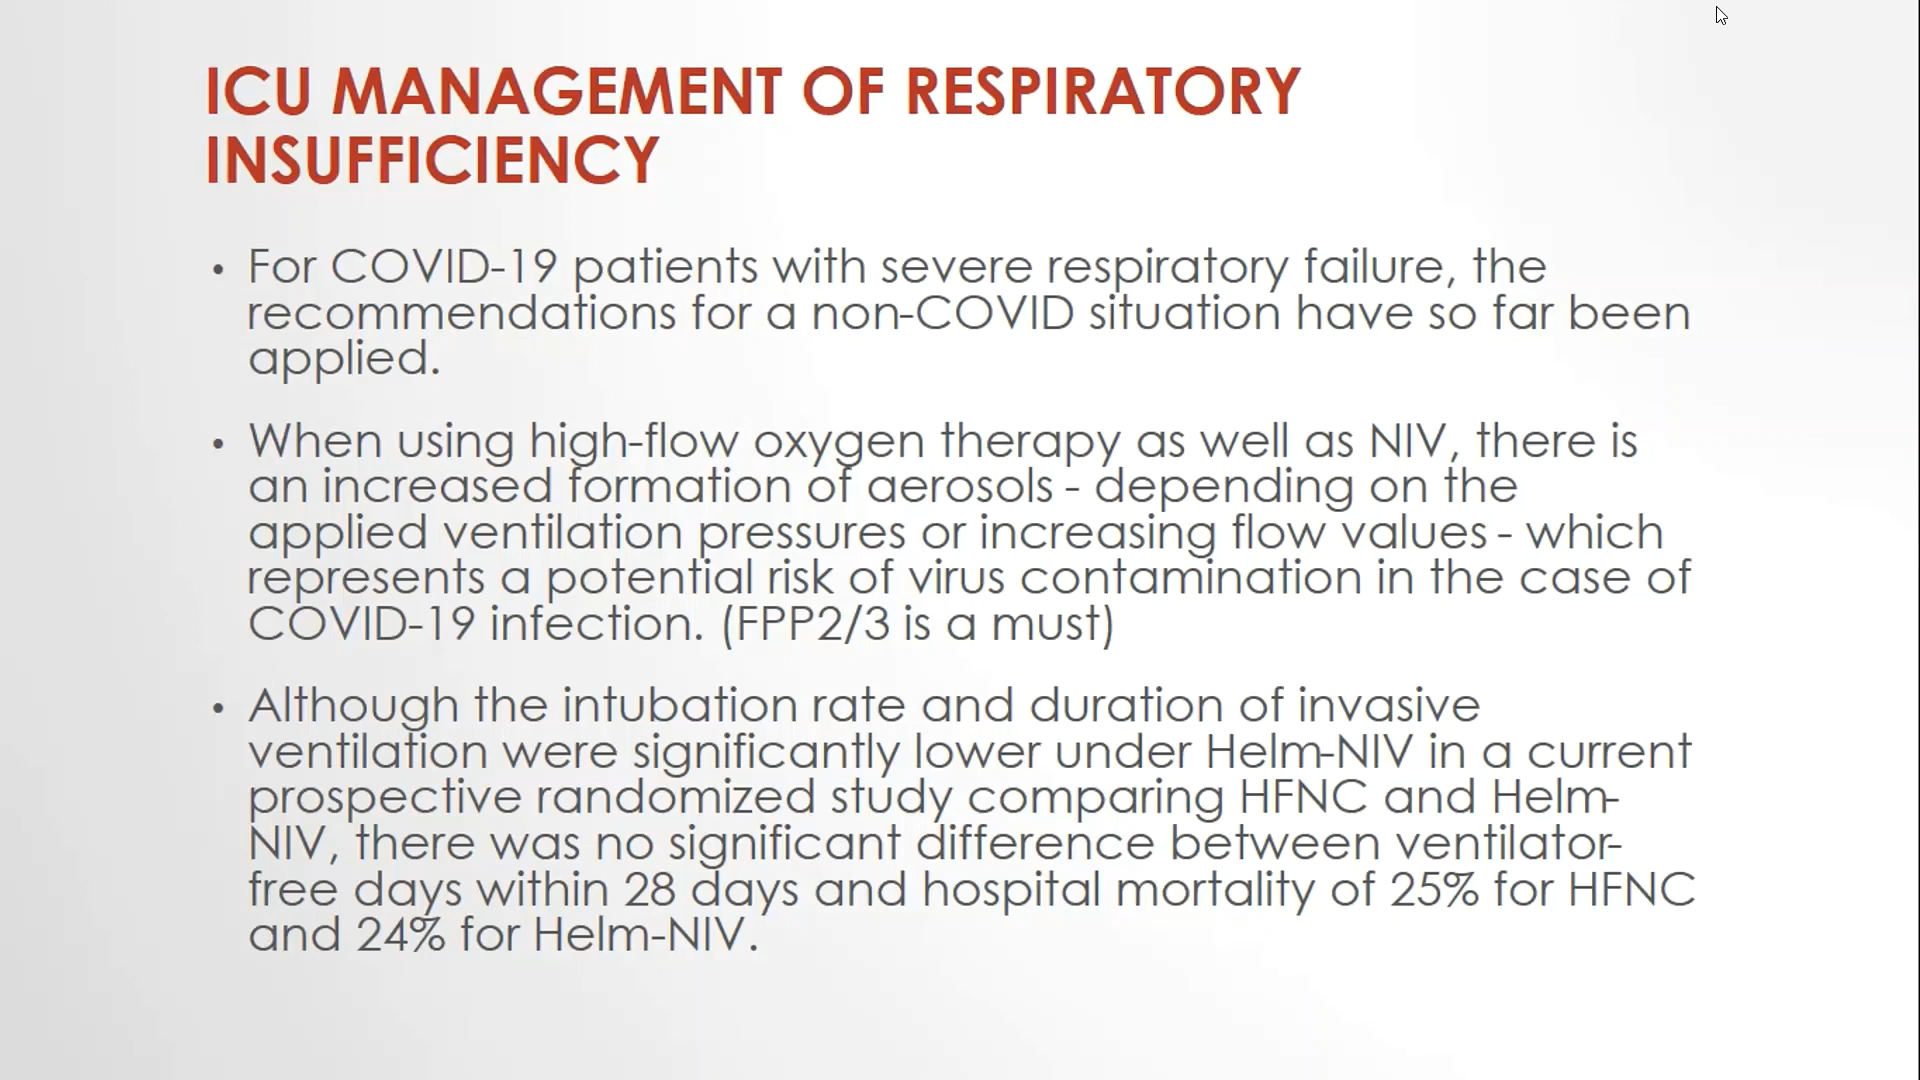 ICU MANAGEMENT OF RESPIRATORY
INSUFFICIENCY
• For COVID-19 patients with severe respiratory failure, the
recommendations for a non-COVID situation have so far been
applied.
• When using high-flow oxygen therapy as well as NIV, there is
an increased formation of aerosols - depending on the
applied ventilation pressures or increasing flow values - which
represents a potential risk of virus contamination in the case of
COVID-19 infection. (FPP2/3 is a must)
• Although the intubation rate and duration of invasive
ventilation were significantly lower under Helm-NIV in a current
prospective randomized study comparing HFNC and Helm-
NIV, there was no significant difference between ventilator-
free days within 28 days and hospital mortality of 25% for HFNC
and 24% for Helm-NIV.